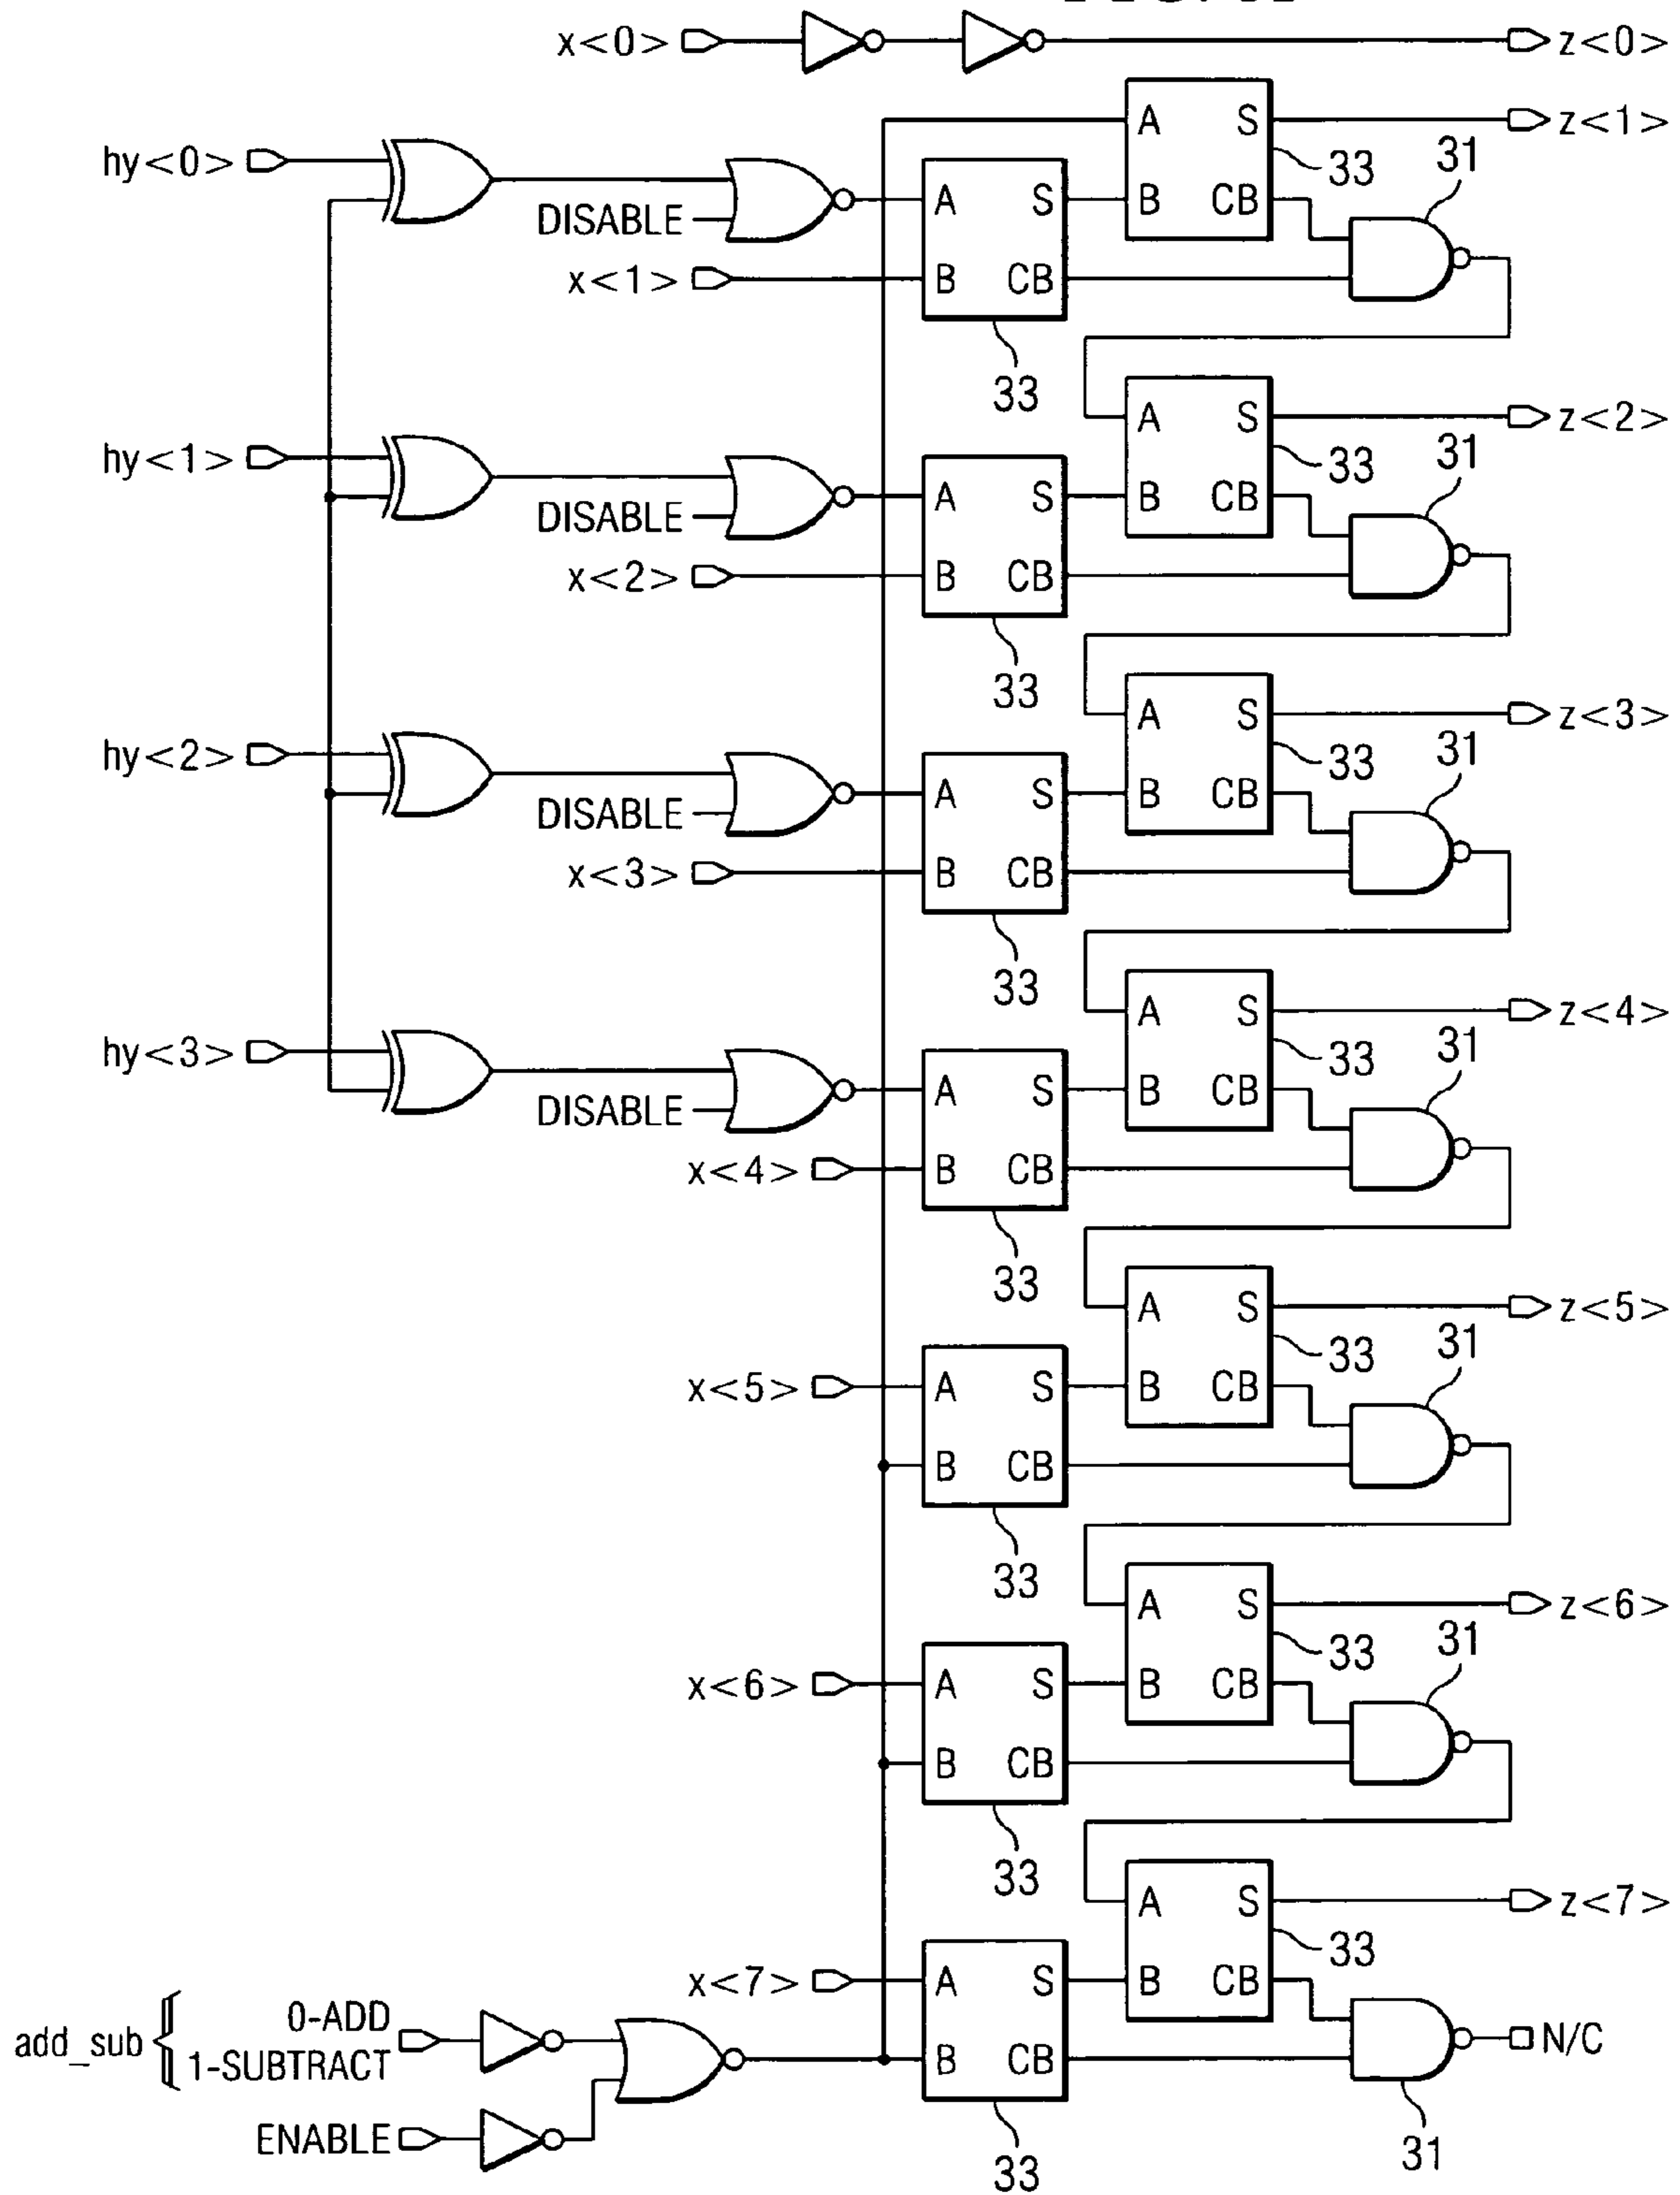 x<0> z<0>
A S z<1>
hy<0> 33 31
DISABLE A S B CB
x<1> B CB
33
A S z<2>
hy<1> 33 31
DISABLE A S B CB
x<2> B CB
33
A S z<3>
hy<2> 33 31
DISABLE A S B CB
x<3> B CB
33
A S z<4>
hy<3> 33 31
DISABLE A S B CB
x<4> B CB
33
A S z<5>
33 31
x<5> A S B CB
B CB
33
A S z<6>
33 31
x<6> A S B CB
B CB
33
A S z<7>
33
x<7> A S B CB
add_sub { 0-ADD
1-SUBTRACT
B CB N/C
ENABLE
33 31